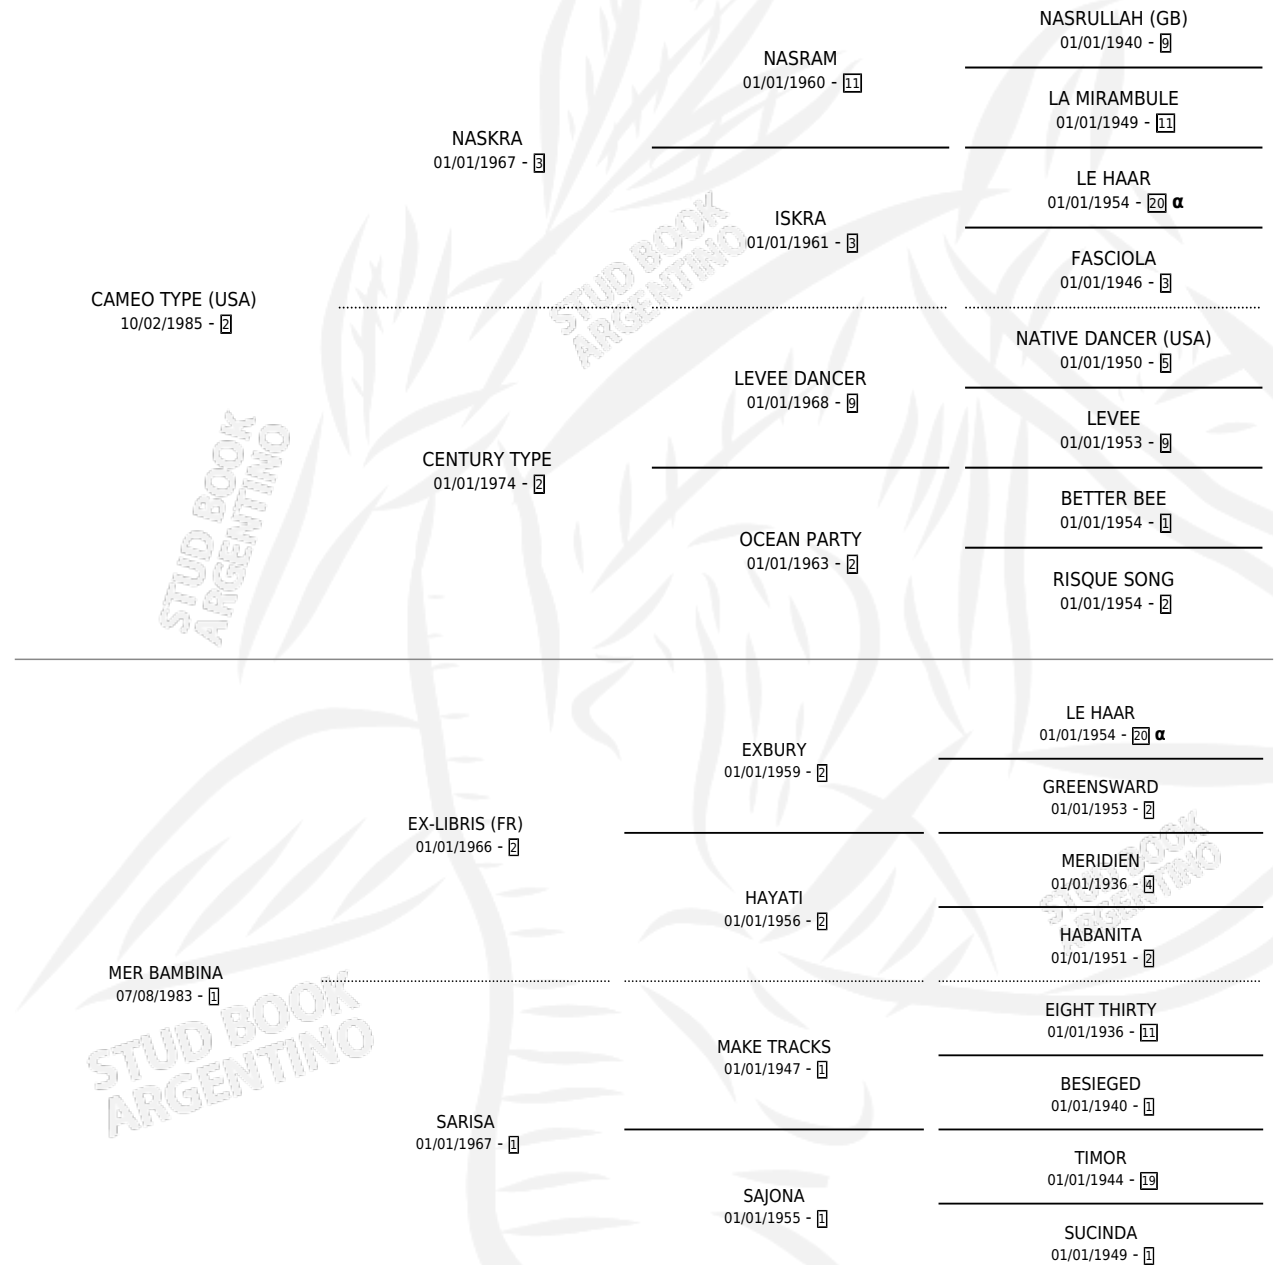 NASRULLAH (GB)
01/01/1940 - 9
NASRAM
01/01/1960 - 11
LA MIRAMBULE
01/01/1949 - 11
NASKRA
01/01/1967 - 3
LE HAAR
01/01/1954 - 20 α
ISKRA
01/01/1961 - 3
FASCIOLA
01/01/1946 - 3
CAMEO TYPE (USA)
10/02/1985 - 2
NATIVE DANCER (USA)
01/01/1950 - 5
LEVEE DANCER
01/01/1968 - 9
LEVEE
01/01/1953 - 9
CENTURY TYPE
01/01/1974 - 2
BETTER BEE
01/01/1954 - 1
OCEAN PARTY
01/01/1963 - 2
RISQUE SONG
01/01/1954 - 2
LE HAAR
01/01/1954 - 20 α
EXBURY
01/01/1959 - 2
GREENSWARD
01/01/1953 - 2
EX-LIBRIS (FR)
01/01/1966 - 2
MERIDIEN
01/01/1936 - 4
HAYATI
01/01/1956 - 2
HABANITA
01/01/1951 - 2
MER BAMBINA
07/08/1983 - 1
EIGHT THIRTY
01/01/1936 - 11
MAKE TRACKS
01/01/1947 - 1
BESIEGED
01/01/1940 - 1
SARISA
01/01/1967 - 1
TIMOR
01/01/1944 - 19
SAJONA
01/01/1955 - 1
SUCINDA
01/01/1949 - 1
STUD BOOK
ARGENTINO
STUD BOOK
ARGENTINO
STUD BOOK
ARGENTINO
STUD BOOK
ARGENTINO